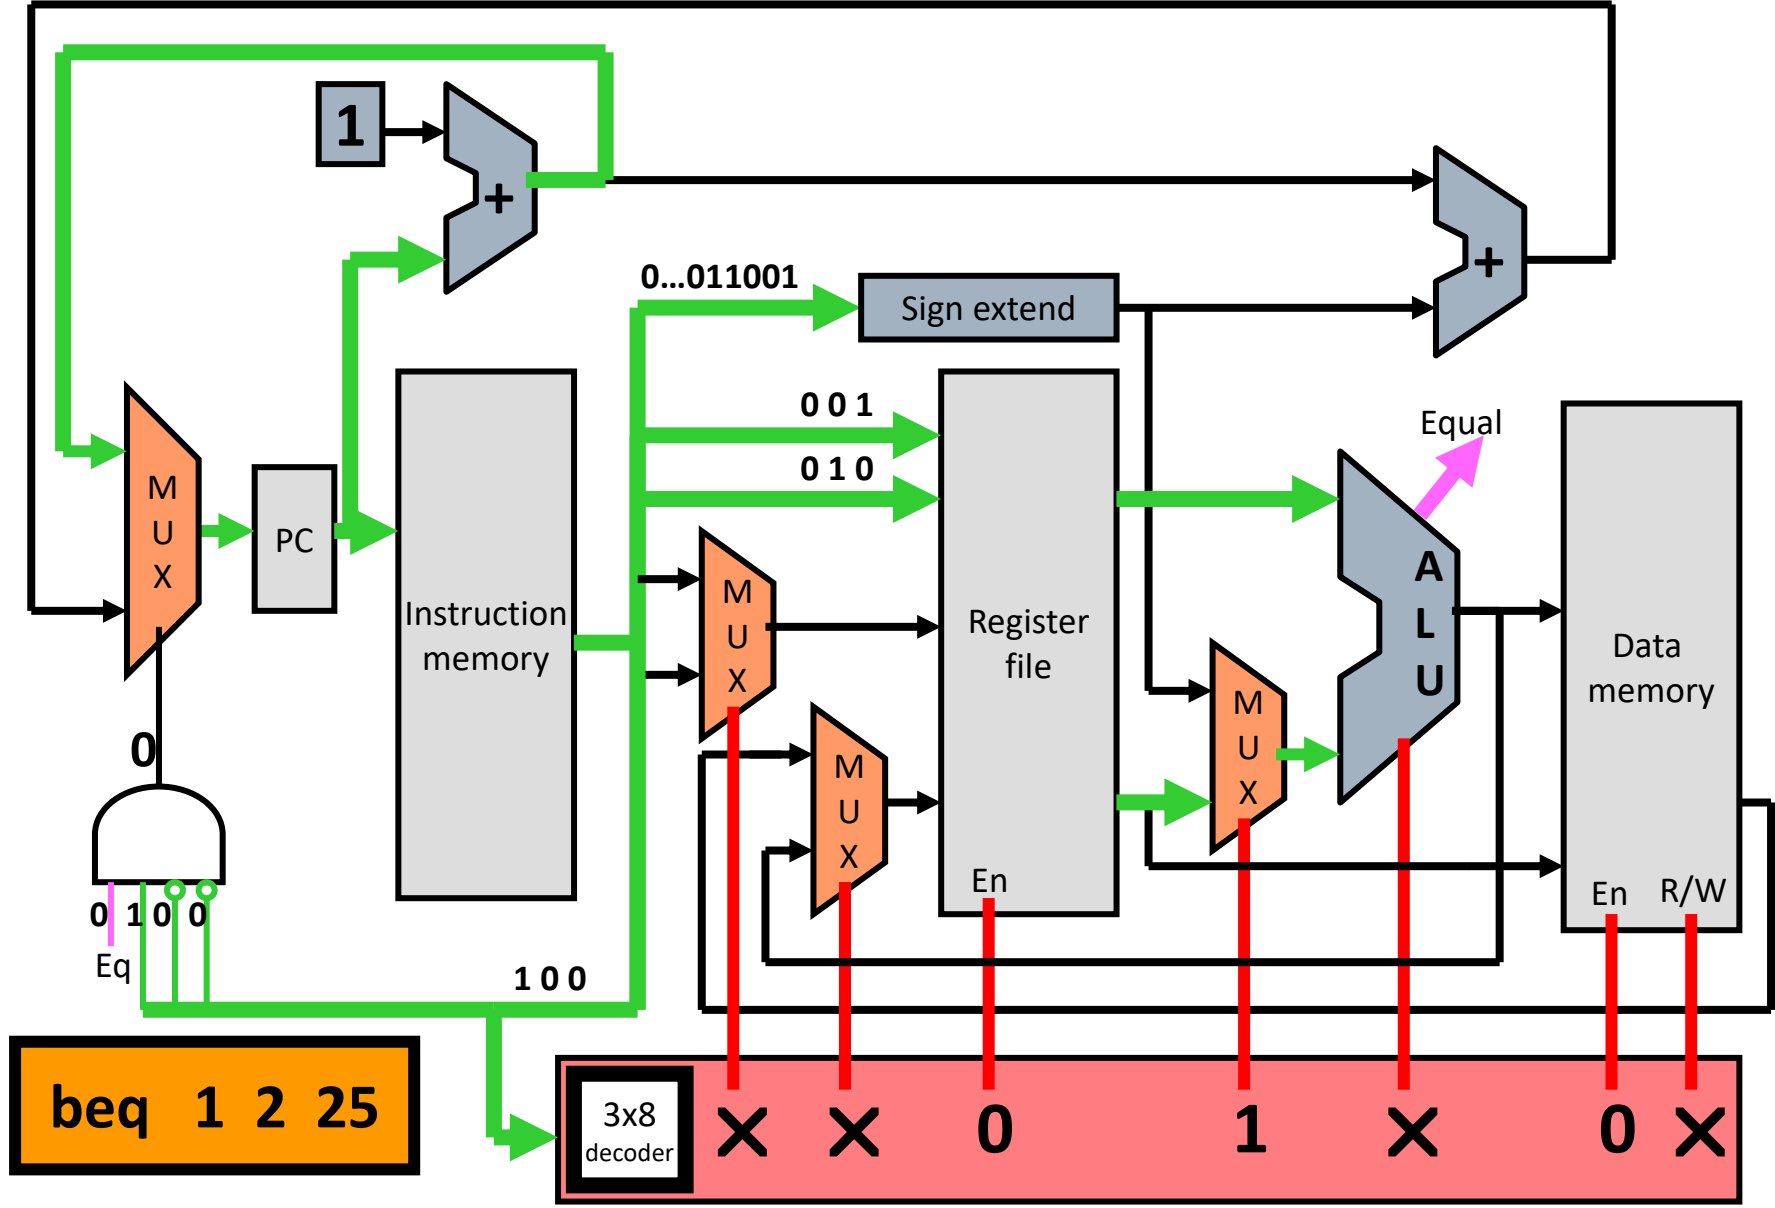 1
+
+
0...011001
Sign extend
0 0 1
0 1 0
Equal
M
U
X
PC
Instruction
memory
M
U
X
Register
file
En
M
U
X
M
U
X
A
L
U
Data
memory
En
R/W
0
0 1 0 0
Eq
1 0 0
beq 1 2 25
3x8
decoder
X X 0 1 X 0 X